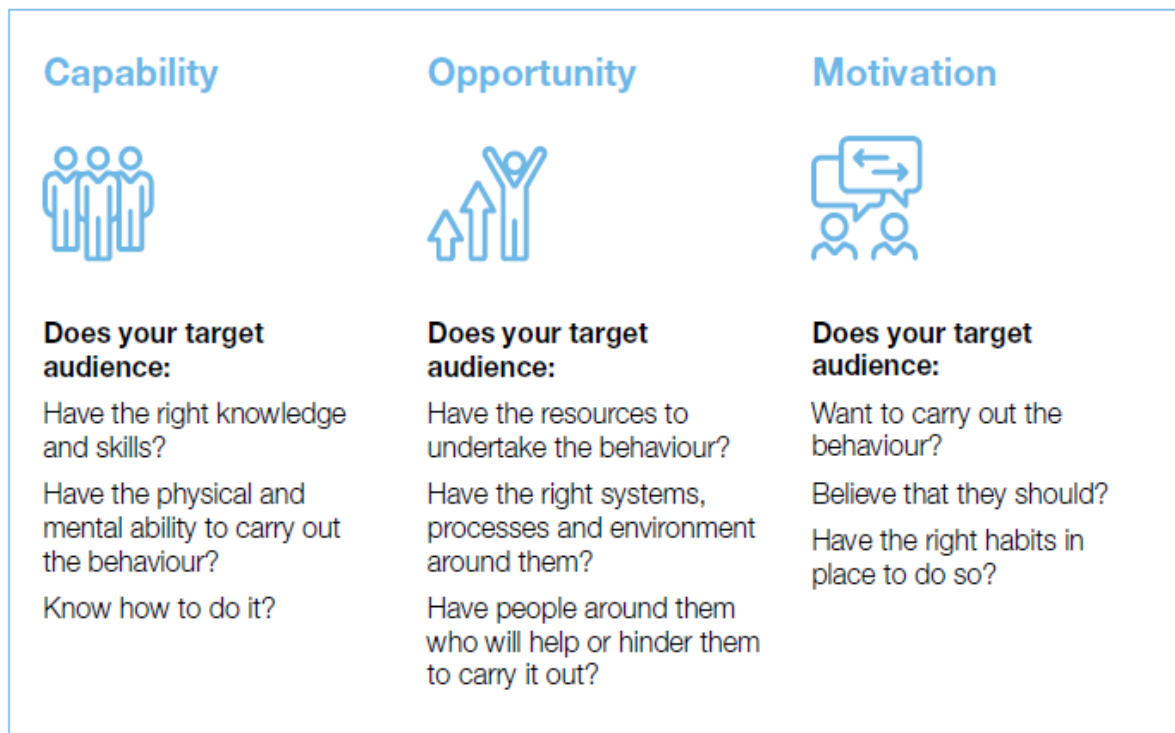 Capability
Does your target
audience:
Have the right knowledge
and skills?
Have the physical and
mental ability to carry out
the behaviour?
Know how to do it?
Opportunity
Does your target
audience:
Have the resources to
undertake the behaviour?
Have the right systems,
processes and environment
around them?
Have people around them
who will help or hinder them
to carry it out?
Motivation
Does your target
audience:
Want to carry out the
behaviour?
Believe that they should?
Have the right habits in
place to do so?